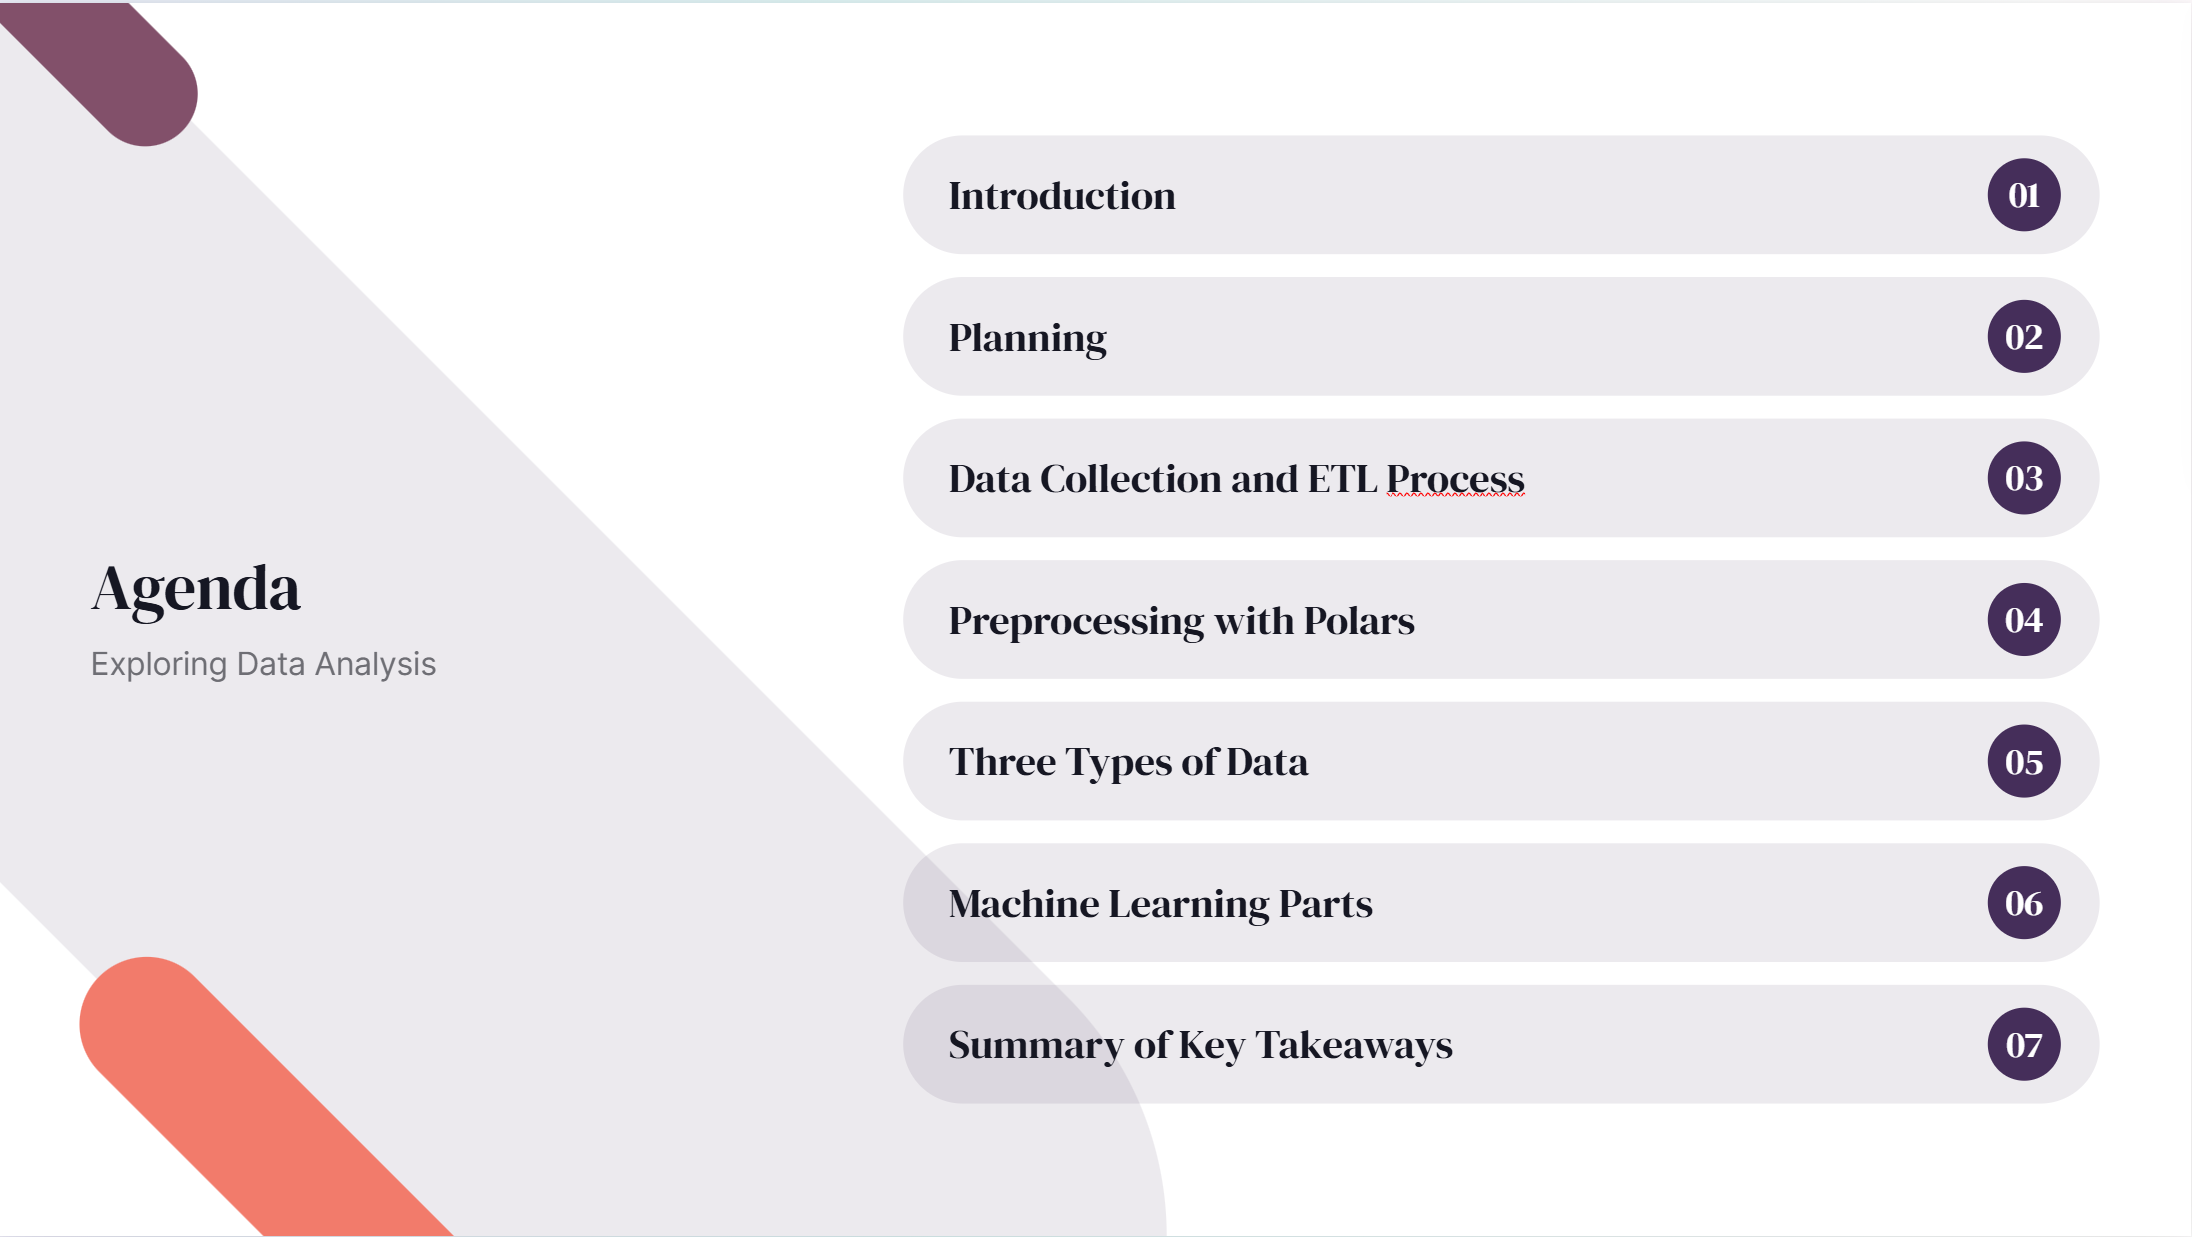 Agenda
Exploring Data Analysis
Introduction 01
Planning 02
Data Collection and ETL Process 03
Preprocessing with Polars 04
Three Types of Data 05
Machine Learning Parts 06
Summary of Key Takeaways 07